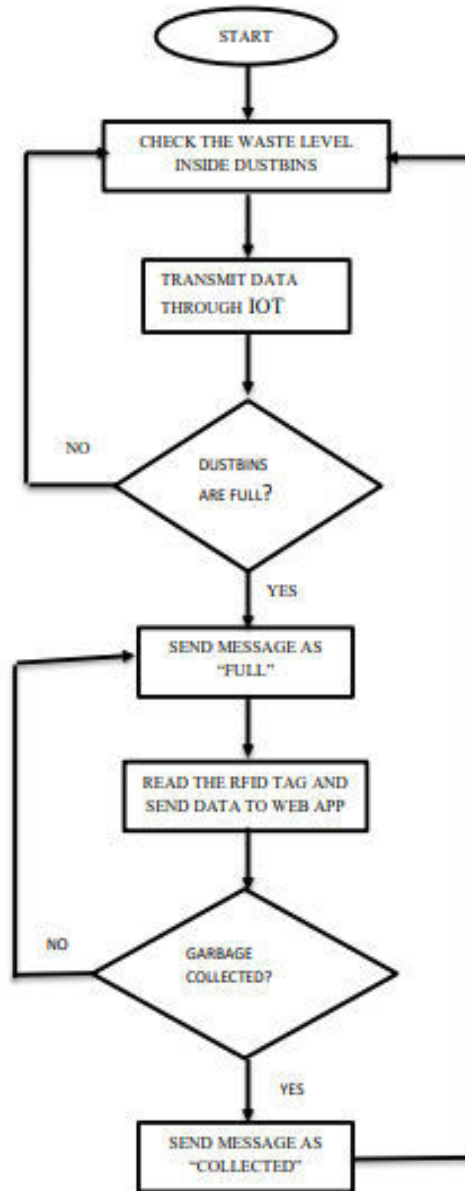 START
CHECK THE WASTE LEVEL
INSIDE DUSTBINS
TRANSMIT DATA
THROUGH IOT
NO
DUSTBINS
ARE FULL?
YES
SEND MESSAGE AS
“FULL”
READ THE RFID TAG AND
SEND DATA TO WEB APP
NO
GARBAGE
COLLECTED?
YES
SEND MESSAGE AS
“COLLECTED”